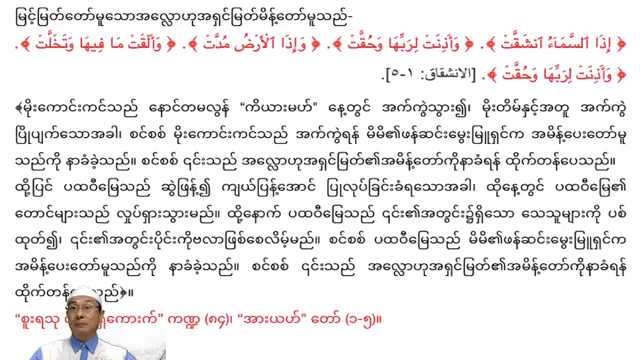 မြင့်မြတ်တော်မူသောအလ္လောဟုအရှင်မြတ်မိန့်တော်မူသည်-
﴿ إِذَا ٱلسَّمَآءُ ٱنشَقَّتْ ﴾. ﴿ وَأَذِنَتْ لِرَبِّهَا وَحُقَّتْ ﴾. ﴿ وَإِذَا ٱلْأَرْضُ مُدَّتْ ﴾. ﴿ وَأَلْقَتْ مَا فِيهَا وَتَخَلَّتْ ﴾.
﴿ وَأَذِنَتْ لِرَبِّهَا وَحُقَّتْ ﴾. [الانشقاق: ١-٥].
﴾မိုးကောင်းကင်သည် နောင်တမလွန် “ကိယားမဟ်” နေ့တွင် အက်ကွဲသွား၍၊ မိုးတိမ်နှင့်အတူ အက်ကွဲ
ပြိုပျက်သောအခါ၊ စင်စစ် မိုးကောင်းကင်သည် အက်ကွဲရန် မိမိ၏ဖန်ဆင်းမွေးမြူရှင်က အမိန့်ပေးတော်မူ
သည်ကို နာခံခဲ့သည်။ စင်စစ် ၎င်းသည် အလ္လောဟုအရှင်မြတ်၏အမိန့်တော်ကိုနာခံရန် ထိုက်တန်ပေသည်။
ထို့ပြင် ပထဝီမြေသည် ဆွဲဖြန့်၍ ကျယ်ပြန့်အောင် ပြုလုပ်ခြင်းခံရသောအခါ၊ ထိုနေ့တွင် ပထဝီမြေ၏
တောင်များသည် လှုပ်ရှားသွားမည်။ ထို့နောက် ပထဝီမြေသည် ၎င်း၏အတွင်း၌ရှိသော သေသူများကို ပစ်
ထုတ်၍၊ ၎င်း၏အတွင်းပိုင်းကိုဗလာဖြစ်စေလိမ့်မည်။ စင်စစ် ပထဝီမြေသည် မိမိ၏ဖန်ဆင်းမွေးမြူရှင်က
အမိန့်ပေးတော်မူသည်ကို နာခံခဲ့သည်။ စင်စစ် ၎င်းသည် အလ္လောဟုအရှင်မြတ်၏အမိန့်တော်ကိုနာခံရန်
ထိုက်တန်
“စူးရသု ကဏ္ဍ (၈၄)၊ “အားယဟ်” တော် (၁-၅)။